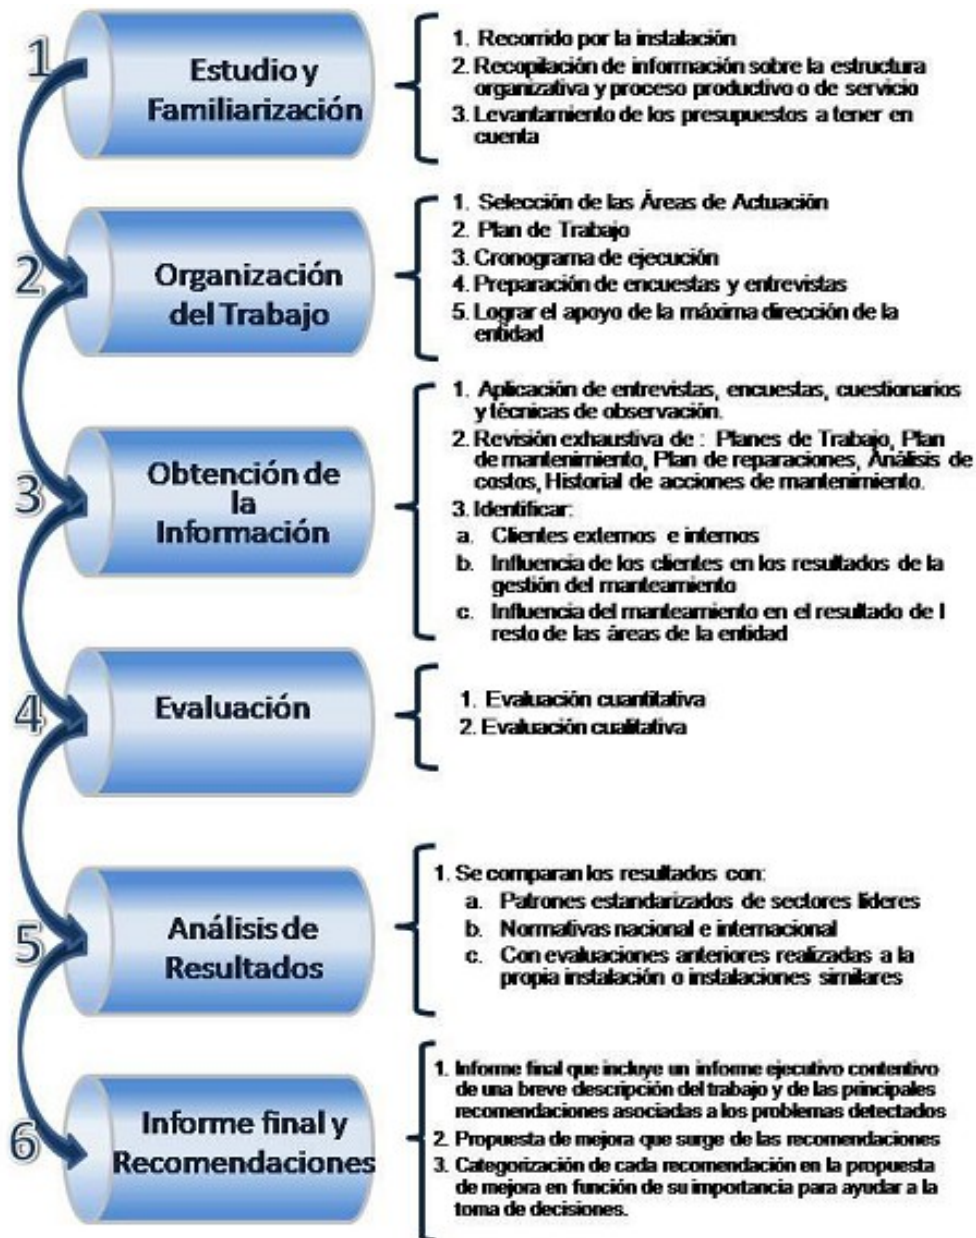 1
Estudio y
Familiarización
1. Recorrido por la instalación
2. Recopilación de información sobre la estructura
organizativa y proceso productivo o de servicio
3. Levantamiento de los presupuestos a tener en
cuenta
2
Organización
del Trabajo
1. Selección de las Áreas de Actuación
2. Plan de Trabajo
3. Cronograma de ejecución
4. Preparación de encuestas y entrevistas
5. Lograr el apoyo de la máxima dirección de la
entidad
3
Obtención de
la
Información
1. Aplicación de entrevistas, encuestas, cuestionarios
y técnicas de observación.
2. Revisión exhaustiva de : Planes de Trabajo, Plan
de mantenimiento, Plan de reparaciones, Análisis de
costos, Historial de acciones de mantenimiento.
3. Identificar:
a. Clientes externos e internos
b. Influencia de los clientes en los resultados de la
gestión del manteamiento
c. Influencia del manteamiento en el resultado de l
resto de las áreas de la entidad
4
Evaluación
1. Evaluación cuantitativa
2. Evaluación cualitativa
5
Análisis de
Resultados
1. Se comparan los resultados con:
a. Patrones estandarizados de sectores líderes
b. Normativas nacional e internacional
c. Con evaluaciones anteriores realizadas a la
propia instalación o instalaciones similares
6
Informe final y
Recomendaciones
1. Informe final que incluye un informe ejecutivo contentivo
de una breve descripción del trabajo y de las principales
recomendaciones asociadas a los problemas detectados
2. Propuesta de mejora que surge de las recomendaciones
3. Categorización de cada recomendación en la propuesta
de mejora en función de su importancia para ayudar a la
toma de decisiones.